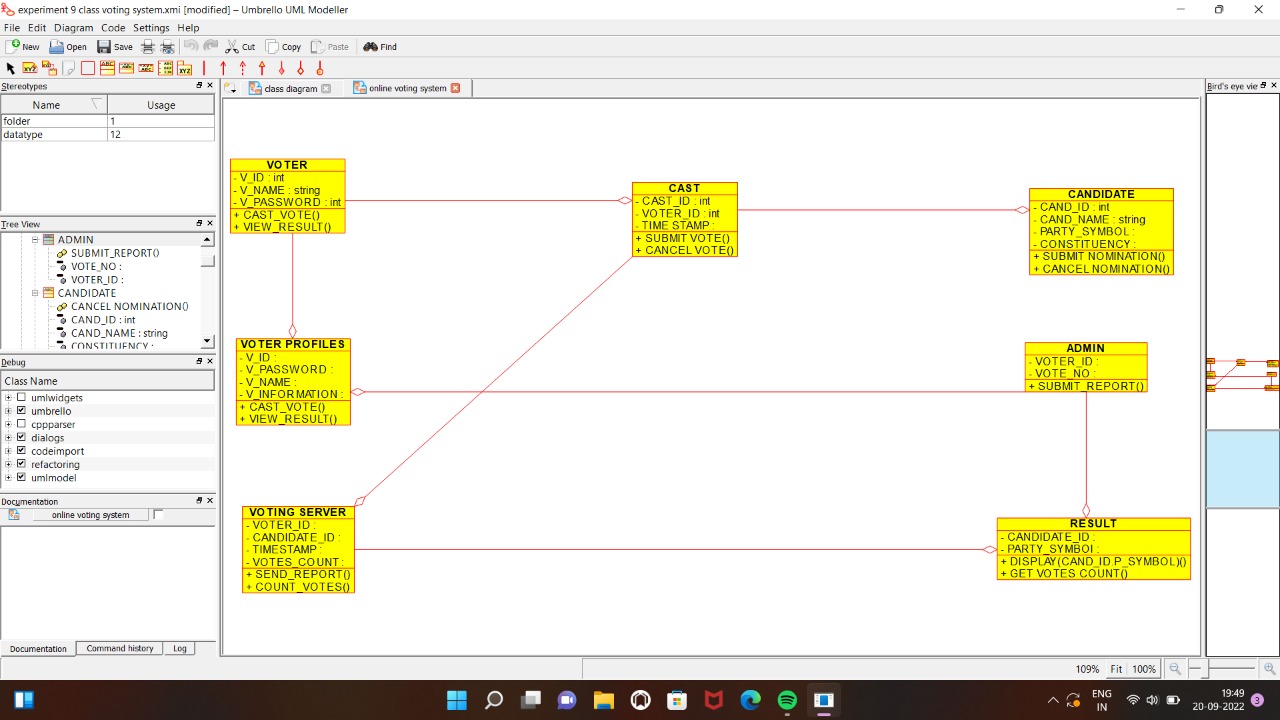 experiment 9 class voting system.xmi [modified] – Umbrello UML Modeller
File Edit Diagram Code Settings Help
New Open Save Cut Copy Paste Find
Stereotypes
Name Usage
folder 1
datatype 12
Tree View
ADMIN
SUBMIT_REPORT()
VOTE_NO :
VOTER_ID :
CANDIDATE
CANCEL NOMINATION()
CAND_ID : int
CAND_NAME : string
CONSTITUENCY :
Debug
Class Name
umlwidgets
umbrello
cppparser
dialogs
codeimport
refactoring
umlmodel
Documentation
online voting system
Documentation Command history Log
class diagram online voting system
VOTER
- V_ID : int
- V_NAME : string
- V_PASSWORD : int
+ CAST_VOTE()
+ VIEW_RESULT()
CAST
- CAST_ID : int
- VOTER_ID : int
- TIME STAMP :
+ SUBMIT VOTE()
+ CANCEL VOTE()
CANDIDATE
- CAND_ID : int
- CAND_NAME : string
- PARTY_SYMBOL :
- CONSTITUENCY :
+ SUBMIT NOMINATION()
+ CANCEL NOMINATION()
VOTER PROFILES
- V_ID :
- V_PASSWORD :
- V_NAME :
- V_INFORMATION :
+ CAST_VOTE()
+ VIEW_RESULT()
ADMIN
- VOTER_ID :
- VOTE_NO :
+ SUBMIT_REPORT()
VOTING SERVER
- VOTER_ID :
- CANDIDATE_ID :
- TIMESTAMP :
- VOTES_COUNT :
+ SEND_REPORT()
+ COUNT_VOTES()
RESULT
- CANDIDATE_ID :
- PARTY_SYMBOl :
+ DISPLAY(CAND_ID.P_SYMBOL)()
+ GET VOTES COUNT()
Bird's eye vie
109% Fit 100%
ENG
IN
19:49
20-09-2022
3